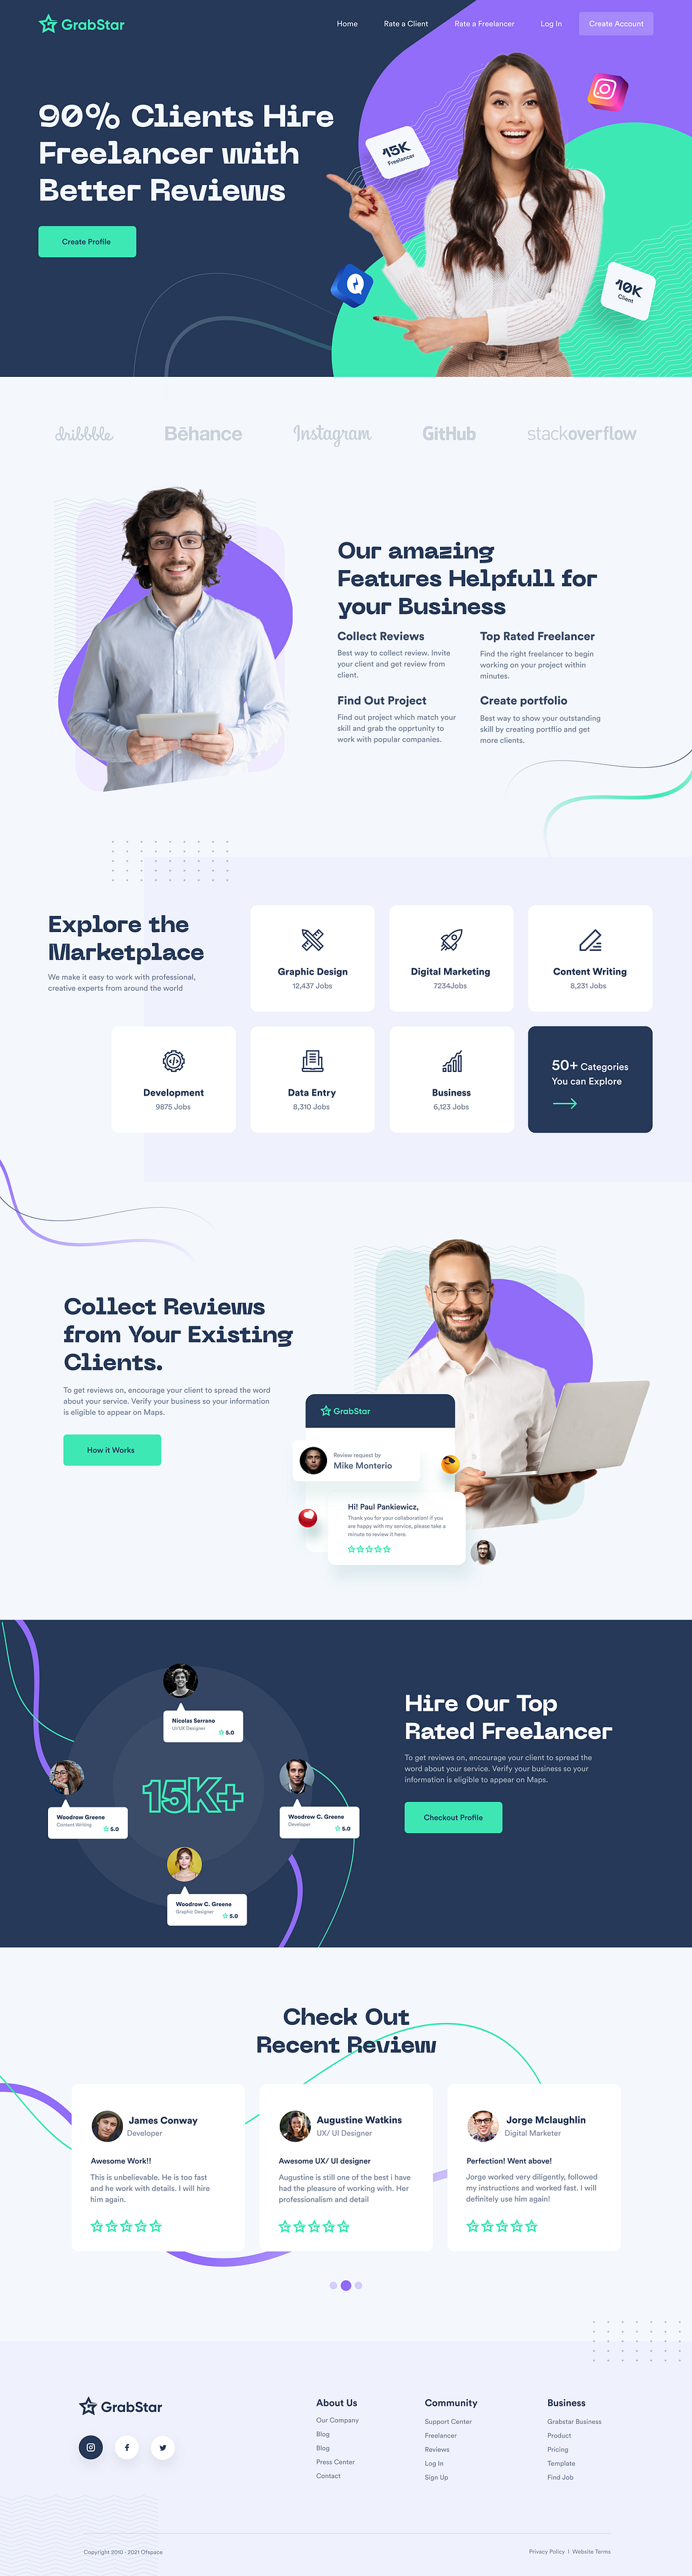 GrabStar
Home
Rate a Client
Rate a Freelancer
Log In
Create Account
90% Clients Hire
Freelancer with
Better Reviews
Create Profile
15K
Freelancer
10K
Client
dribbble
Bēhance
Instagram
GitHub
stackoverflow
Our amazing
Features Helpfull for
your Business
Collect Reviews
Best way to collect review. Invite
your client and get review from
client.
Top Rated Freelancer
Find the right freelancer to begin
working on your project within
minutes.
Find Out Project
Find out project which match your
skill and grab the opprtunity to
work with popular companies.
Create portfolio
Best way to show your outstanding
skill by creating portflio and get
more clients.
Explore the
Marketplace
We make it easy to work with professional,
creative experts from around the world
Graphic Design
12,437 Jobs
Digital Marketing
7234Jobs
Content Writing
8,231 Jobs
Development
9875 Jobs
Data Entry
8,310 Jobs
Business
6,123 Jobs
50+ Categories
You can Explore
Collect Reviews
from Your Existing
Clients.
To get reviews on, encourage your client to spread the word
about your service. Verify your business so your information
is eligible to appear on Maps.
How it Works
GrabStar
Review request by
Mike Monterio
Hi! Paul Pankiewicz,
Thank you for your collaboration! if you
are happy with my service, please take a
minute to review it here.
Nicolas Serrano
UI/UX Designer
5.0
15K+
Woodrow Greene
Content Writing
5.0
Woodrow C. Greene
Developer
5.0
Woodrow C. Greene
Graphic Designer
5.0
Hire Our Top
Rated Freelancer
To get reviews on, encourage your client to spread the
word about your service. Verify your business so your
information is eligible to appear on Maps.
Checkout Profile
Check Out
Recent Review
James Conway
Developer
Awesome Work!!
This is unbelievable. He is too fast
and he work with details. I will hire
him again.
Augustine Watkins
UX/ UI Designer
Awesome UX/ UI designer
Augustine is still one of the best i have
had the pleasure of working with. Her
professionalism and detail
Jorge Mclaughlin
Digital Marketer
Perfection! Went above!
Jorge worked very diligently, followed
my instructions and worked fast. I will
definitely use him again!
GrabStar
About Us
Our Company
Blog
Blog
Press Center
Contact
Community
Support Center
Freelancer
Reviews
Log In
Sign Up
Business
Grabstar Business
Product
Pricing
Template
Find Job
Copyright 2010 - 2021 Ofspace
Privacy Policy | Website Terms